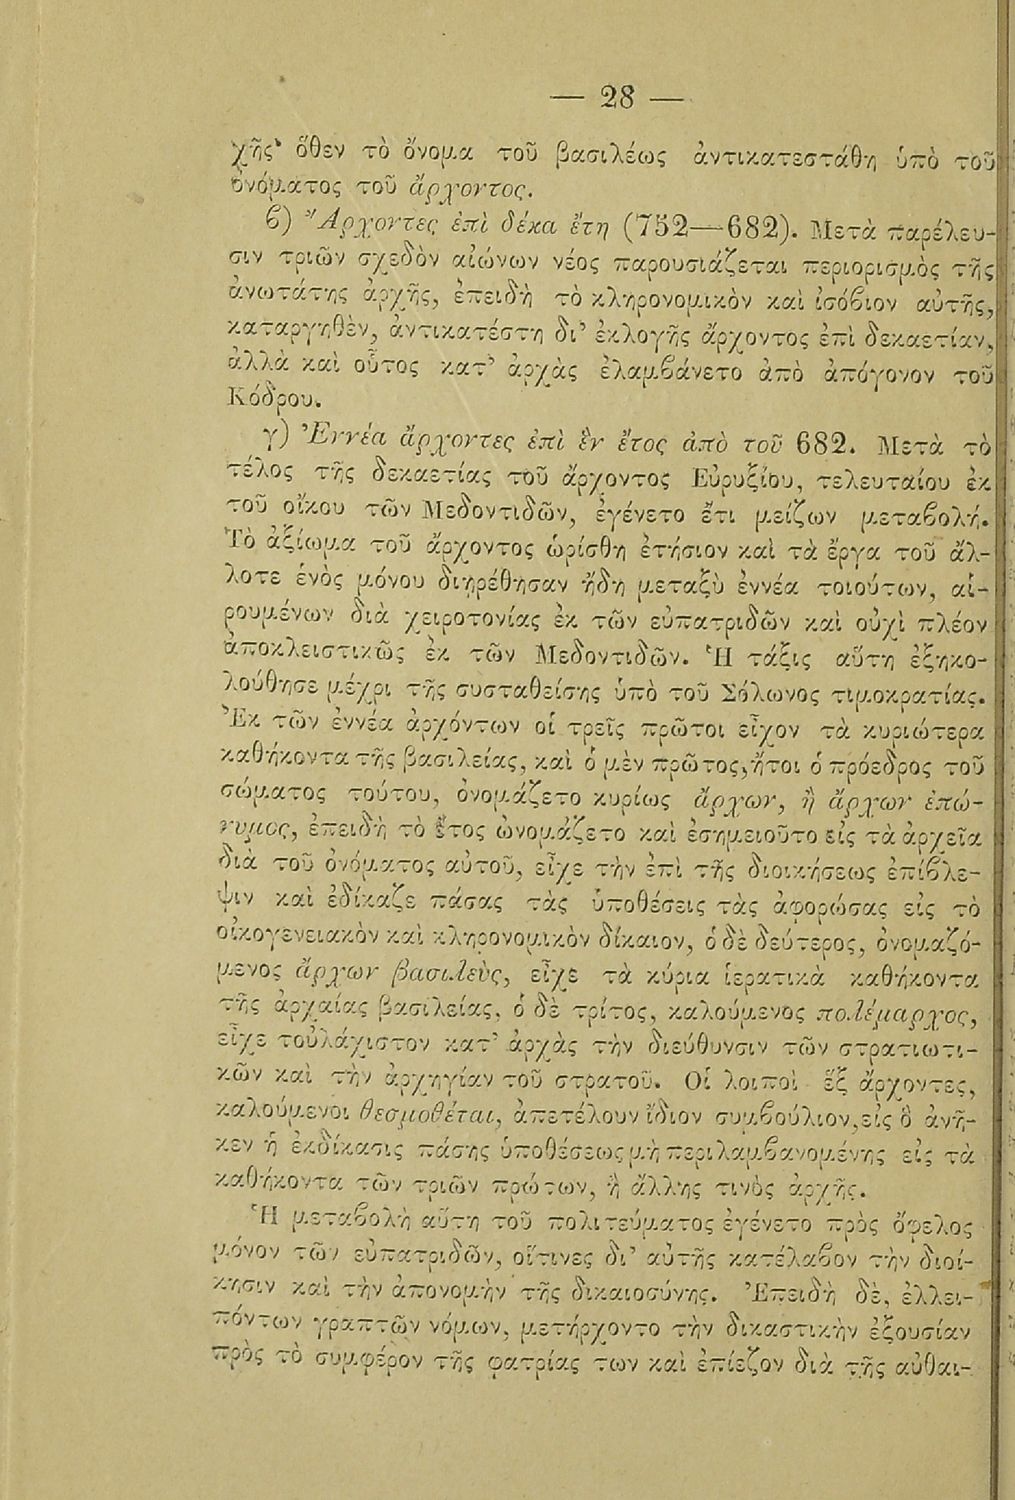 — 28 —
χῆς· ὅθεν τὸ ὄνομα τοῦ βασιλέως ἀντικατεστάθη ὑπὸ τοῦ
ὀνόματος τοῦ ἄρχοντος.
β) Ἄρχοντες ἐπὶ δέκα ἔτη (752—682). Μετὰ παρέλευ-
σιν τριῶν σχεδὸν αἰώνων νέος παρουσιάζεται περιορισμὸς τῆς
ἀνωτάτης ἀρχῆς, ἐπειδὴ τὸ κληρονομικὸν καὶ ἰσόβιον αὐτῆς,
καταργηθὲν, ἀντικατέστη δι’ ἐκλογῆς ἄρχοντος ἐπὶ δεκαετίαν,
ἀλλὰ καὶ οὗτος κατ’ ἀρχὰς ἐλαμβάνετο ἀπὸ ἀπόγονον τοῦ
Κόδρου.
γ) Ἐννέα ἄρχοντες ἐπὶ ἓν ἔτος ἀπὸ τοῦ 682. Μετὰ τὸ
τέλος τῆς δεκαετίας τοῦ ἄρχοντος Εὐρυξίου, τελευταίου ἐκ
τοῦ οἴκου τῶν Μεδοντιδῶν, ἐγένετο ἔτι μείζων μεταβολή.
Τὸ ἀξίωμα τοῦ ἄρχοντος ὡρίσθη ἐτήσιον καὶ τὰ ἔργα τοῦ ἄλ-
λοτε ἑνὸς μόνου διῃρέθησαν ἤδη μεταξὺ ἐννέα τοιούτων, αἱ-
ρουμένων διὰ χειροτονίας ἐκ τῶν εὐπατριδῶν καὶ οὐχὶ πλέον
ἀποκλειστικῶς ἐκ τῶν Μεδοντιδῶν. Ἡ τάξις αὕτη ἐξηκο-
λούθησε μέχρι τῆς συσταθείσης ὑπὸ τοῦ Σόλωνος τιμοκρατίας.
Ἐκ τῶν ἐννέα ἀρχόντων οἱ τρεῖς πρῶτοι εἶχον τὰ κυριώτερα
καθήκοντα τῆς βασιλείας, καὶ ὁ μὲν πρῶτος, ἤτοι ὁ πρόεδρος τοῦ
σώματος τούτου, ὀνομάζετο κυρίως ἄρχων, ἢ ἄρχων ἐπώ-
νυμος, ἐπειδὴ τὸ ἔτος ὠνομάζετο καὶ ἐσημειοῦτο εἰς τὰ ἀρχεῖα
διὰ τοῦ ὀνόματος αὐτοῦ, εἶχε τὴν ἐπὶ τῆς διοικήσεως ἐπίβλε-
ψιν καὶ ἐδίκαζε πάσας τὰς ὑποθέσεις τὰς ἀφορώσας εἰς τὸ
οἰκογενειακὸν καὶ κληρονομικὸν δίκαιον, ὁ δὲ δεύτερος, ὀνομαζό-
μενος ἄρχων βασιλεὺς, εἶχε τὰ κύρια ἱερατικὰ καθήκοντα
τῆς ἀρχαίας βασιλείας, ὁ δὲ τρίτος, καλούμενος πολέμαρχος,
εἶχε τοὐλάχιστον κατ’ ἀρχὰς τὴν διεύθυνσιν τῶν στρατιωτι-
κῶν καὶ τὴν ἀρχηγίαν τοῦ στρατοῦ. Οἱ λοιποὶ ἓξ ἄρχοντες,
καλούμενοι θεσμοθέται, ἀπετέλουν ἴδιον συμβούλιον, εἰς ὃ ἀνῆ-
κεν ἡ ἐκδίκασις πάσης ὑποθέσεως μὴ περιλαμβανομένης εἰς τὰ
καθήκοντα τῶν τριῶν πρώτων, ἢ ἄλλης τινὸς ἀρχῆς.
Ἡ μεταβολὴ αὕτη τοῦ πολιτεύματος ἐγένετο πρὸς ὄφελος
μόνον τῶν εὐπατριδῶν, οἵτινες δι’ αὐτῆς κατέλαβον τὴν διοί-
κησιν καὶ τὴν ἀπονομὴν τῆς δικαιοσύνης. Ἐπειδὴ δὲ, ἐλλει-
πόντων γραπτῶν νόμων, μετήρχοντο τὴν δικαστικὴν ἐξουσίαν
πρὸς τὸ συμφέρον τῆς φατρίας των καὶ ἐπίεζον διὰ τῆς αὐθαι-